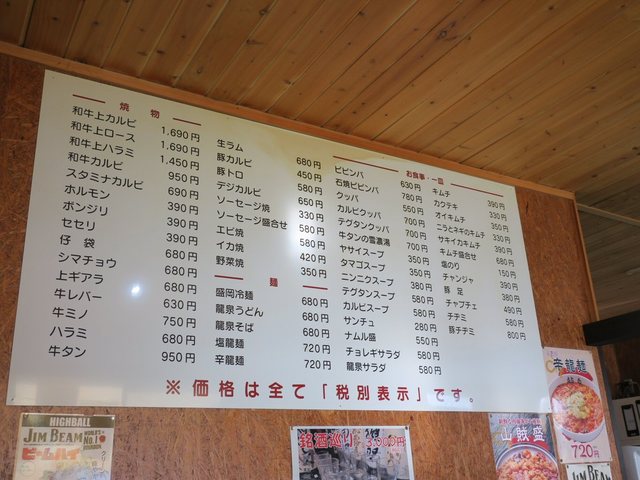 焼物
和牛上カルビ 1,690円
和牛上ロース 1,690円
和牛上ハラミ 1,450円
和牛カルビ 950円
スタミナカルビ 690円
ホルモン 390円
ボンジリ 390円
セセリ 390円
仔袋 680円
シマチョウ 680円
上ギアラ 680円
牛レバー 630円
牛ミノ 750円
ハラミ 680円
牛タン 950円
生ラム 680円
豚カルビ 450円
豚トロ 580円
デジカルビ 650円
ソーセージ焼 330円
ソーセージ盛合せ 580円
エビ焼 580円
イカ焼 420円
野菜焼 350円
麺
盛岡冷麺 680円
龍泉うどん 680円
龍泉そば 680円
塩龍麺 720円
辛龍麺 720円
お食事・一皿
ビビンバ 630円
石焼ビビンバ 780円
クッパ 550円
カルビクッパ 700円
テグタンクッパ 700円
牛タンの雪濃湯 700円
ヤサイスープ 350円
タマゴスープ 350円
ニンニクスープ 380円
テグタンスープ 580円
カルビスープ 580円
サンチュ 280円
ナムル盛 550円
チョレギサラダ 580円
龍泉サラダ 580円
キムチ 390円
カクテキ 330円
オイキムチ 350円
ニラとネギのキムチ 330円
サキイカキムチ 390円
キムチ盛合せ 680円
塩のり 150円
チャンジャ 390円
豚足 380円
チャプチェ 490円
チヂミ 580円
豚チヂミ 800円
※価格は全て「税別表示」です。
HIGHBALL
JIM BEAM
WORLD'S No.1 BOURBON
ビームハイ
銘酒巡り 3,000円
山賊盛
720円
JIM BEAM